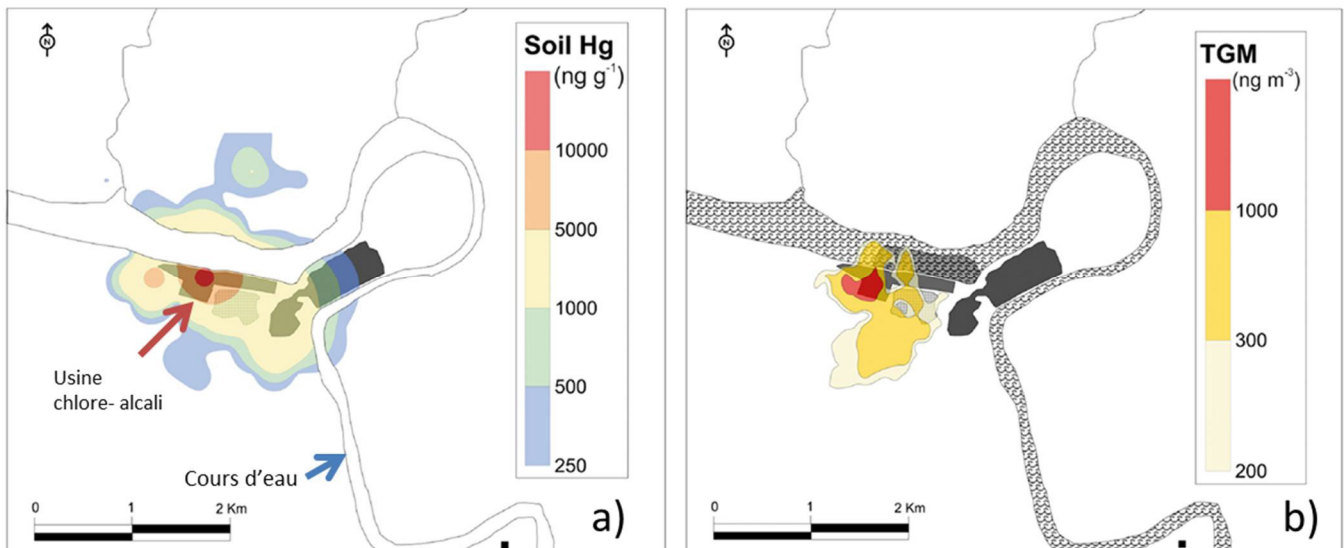 N
Soil Hg
(ng g⁻¹)
10000
5000
1000
500
250
Usine
chlore- alcali
Cours d'eau
0 1 2 Km
a)
N
TGM
(ng m⁻³)
1000
300
200
0 1 2 Km
b)